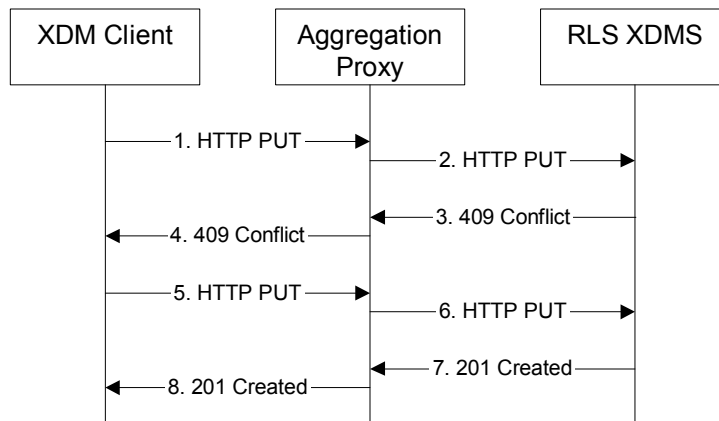 XDM Client
Aggregation
Proxy
RLS XDMS
1. HTTP PUT
2. HTTP PUT
3. 409 Conflict
4. 409 Conflict
5. HTTP PUT
6. HTTP PUT
7. 201 Created
8. 201 Created